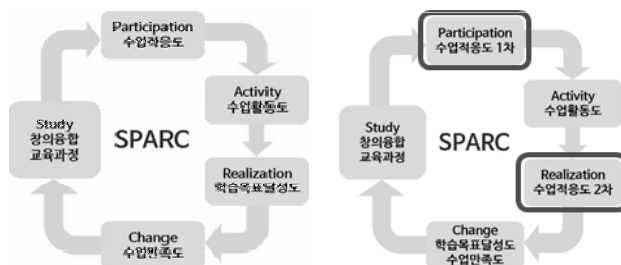 Participation
수업적응도
Activity
수업활동도
Realization
학습목표달성도
Change
수업만족도
Study
창의융합
교육과정
SPARC
Participation
수업적응도 1차
Activity
수업활동도
Realization
수업적응도 2차
Change
학습목표달성도
수업만족도
Study
창의융합
교육과정
SPARC